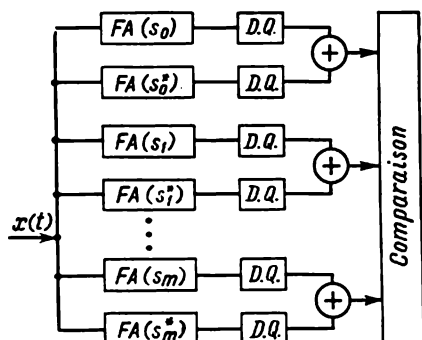 FA(s₀) D.Q.
+
FA(s₀*) D.Q.
FA(s₁) D.Q.
+
FA(s₁*) D.Q.
x(t)
FA(sₘ) D.Q.
+
FA(sₘ*) D.Q.
Comparaison